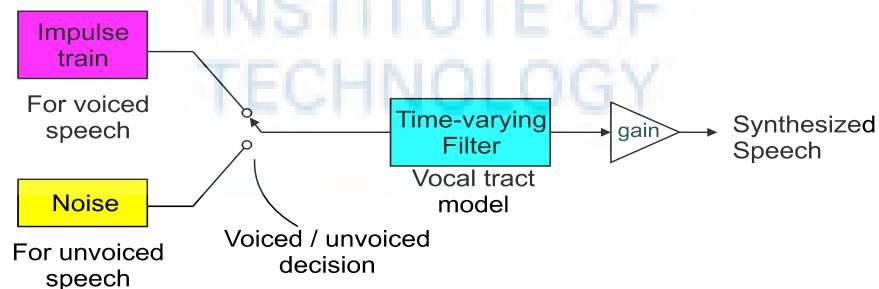 INSTITUTE OF
TECHNOLOGY
Impulse
train
For voiced
speech
Noise
For unvoiced
speech
Voiced / unvoiced
decision
Time-varying
Filter
Vocal tract
model
gain
Synthesized
Speech